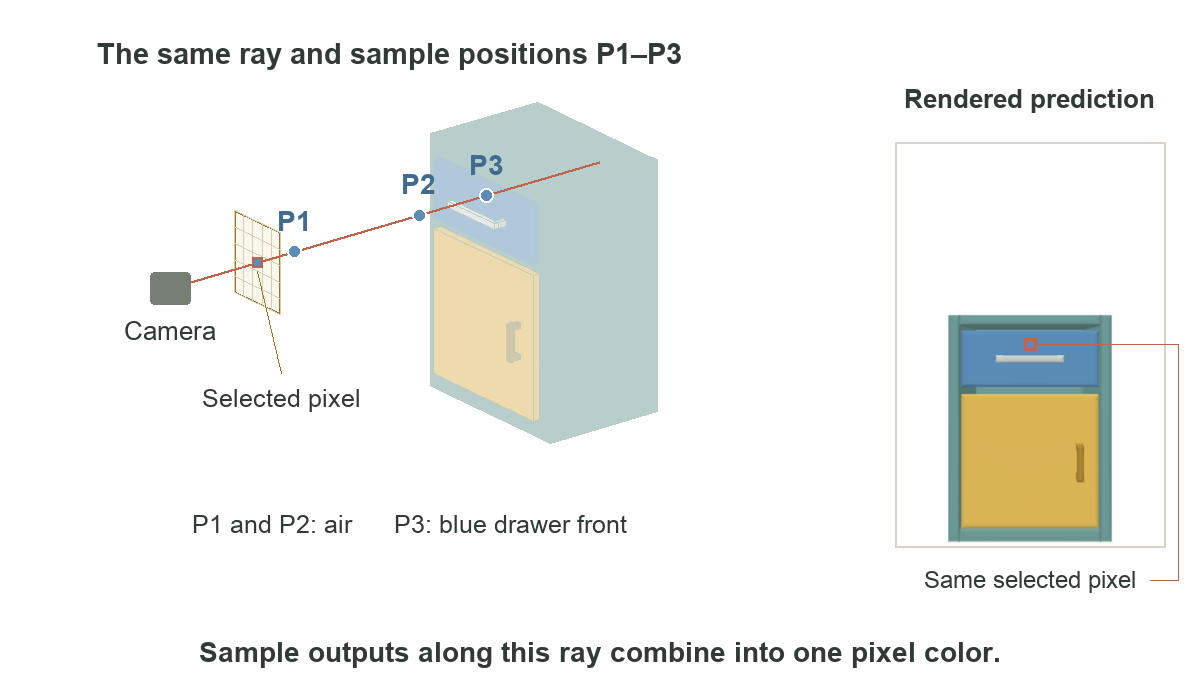 The same ray and sample positions P1–P3
Rendered prediction
P3
P2
P1
Camera
Selected pixel
P1 and P2: air
P3: blue drawer front
Same selected pixel
Sample outputs along this ray combine into one pixel color.